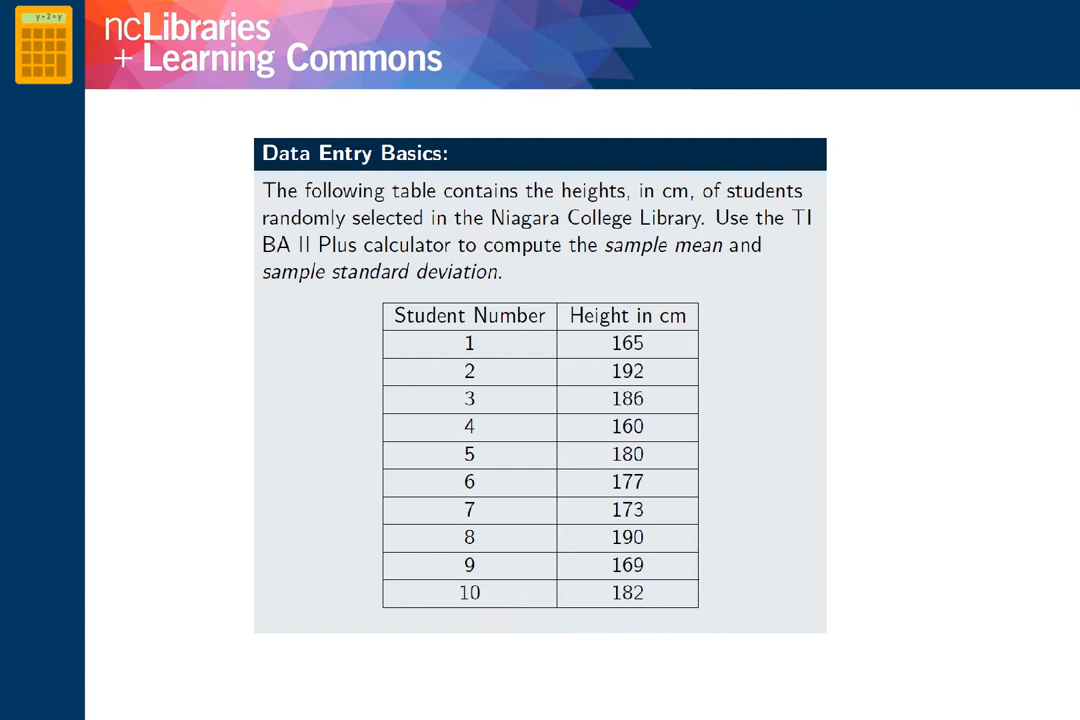 y+2=y
ncLibraries
+ Learning Commons
Data Entry Basics:
The following table contains the heights, in cm, of students
randomly selected in the Niagara College Library. Use the TI
BA II Plus calculator to compute the sample mean and
sample standard deviation.
Student Number Height in cm
1 165
2 192
3 186
4 160
5 180
6 177
7 173
8 190
9 169
10 182